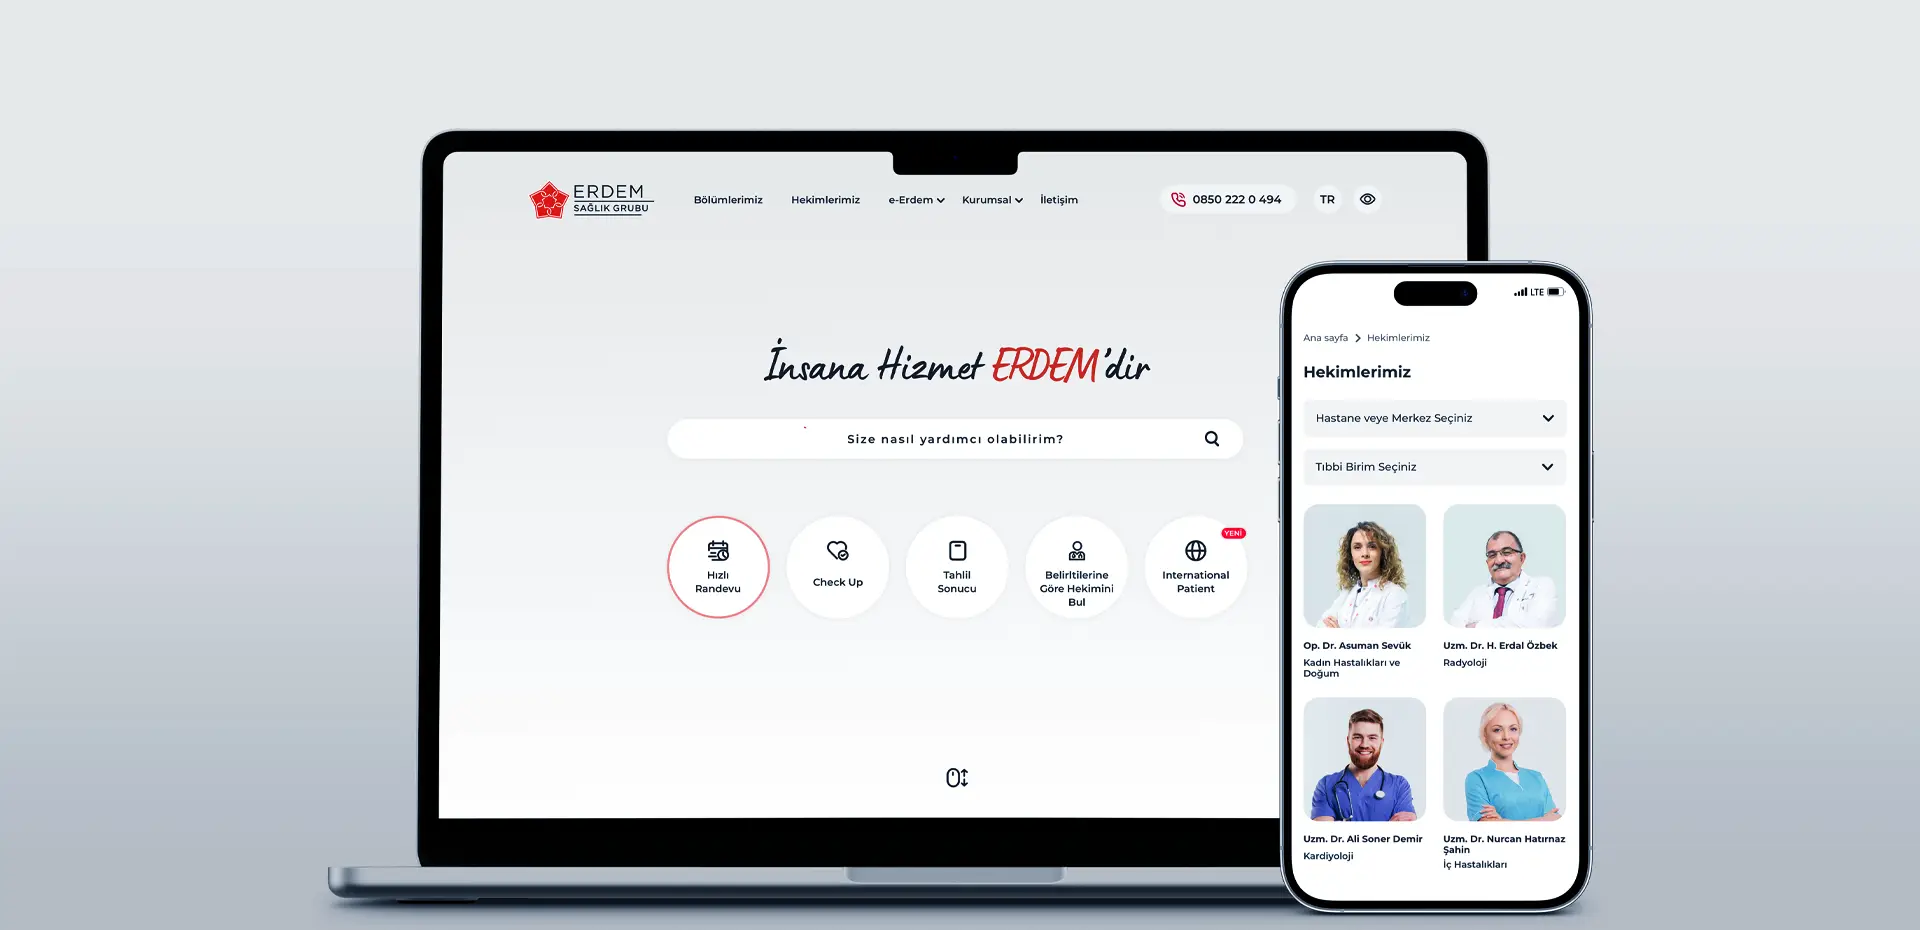 ERDEM
SAĞLIK GRUBU
Bölümlerimiz
Hekimlerimiz
e-Erdem
Kurumsal
İletişim
0850 222 0 494
TR
İnsana Hizmet ERDEM'dir
Size nasıl yardımcı olabilirim?
Hızlı
Randevu
Check Up
Tahlil
Sonucu
Belirltilerine
Göre Hekimini
Bul
YENİ
International
Patient
LTE
Ana sayfa
Hekimlerimiz
Hekimlerimiz
Hastane veye Merkez Seçiniz
Tıbbi Birim Seçiniz
Op. Dr. Asuman Sevük
Kadın Hastalıkları ve
Doğum
Uzm. Dr. H. Erdal Özbek
Radyoloji
Uzm. Dr. Ali Soner Demir
Kardiyoloji
Uzm. Dr. Nurcan Hatırnaz
Şahin
İç Hastalıkları